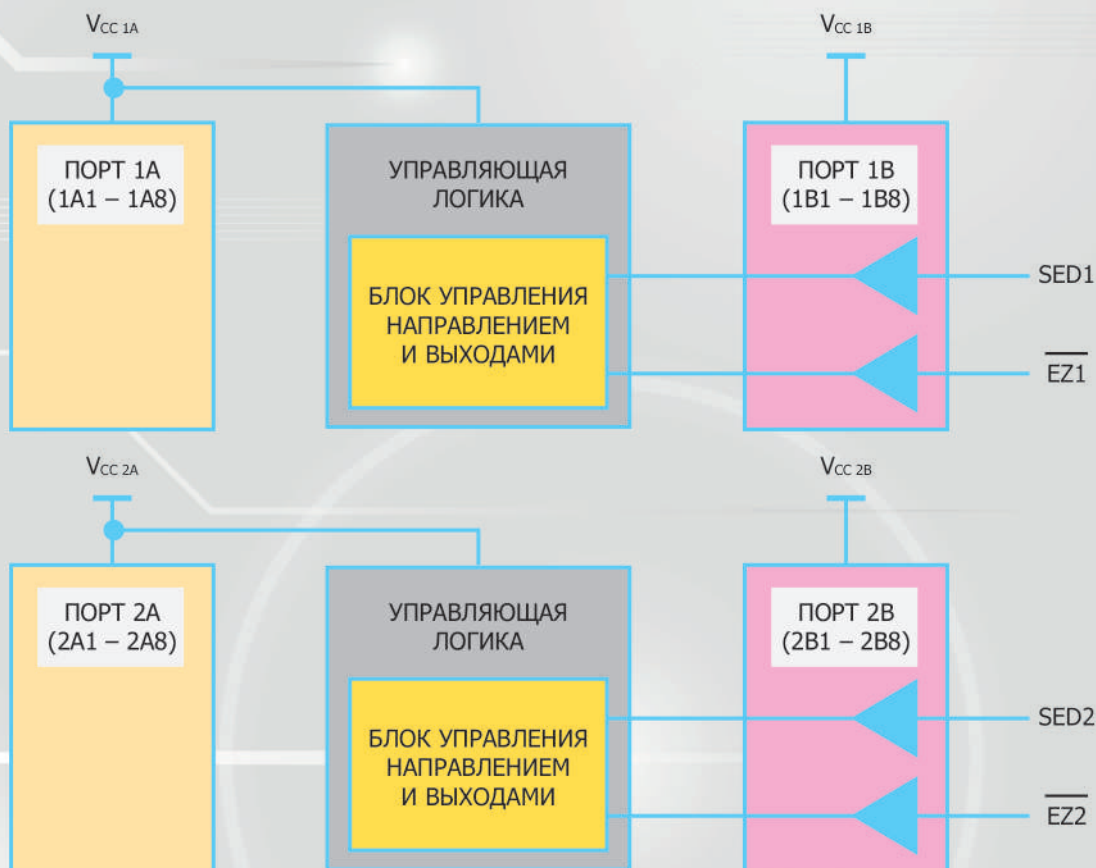 VCC 1A
VCC 1B
ПОРТ 1A
(1A1 – 1A8)
УПРАВЛЯЮЩАЯ
ЛОГИКА
БЛОК УПРАВЛЕНИЯ
НАПРАВЛЕНИЕМ
И ВЫХОДАМИ
ПОРТ 1B
(1B1 – 1B8)
SED1
E̅Z̅1̅
VCC 2A
VCC 2B
ПОРТ 2A
(2A1 – 2A8)
УПРАВЛЯЮЩАЯ
ЛОГИКА
БЛОК УПРАВЛЕНИЯ
НАПРАВЛЕНИЕМ
И ВЫХОДАМИ
ПОРТ 2B
(2B1 – 2B8)
SED2
E̅Z̅2̅